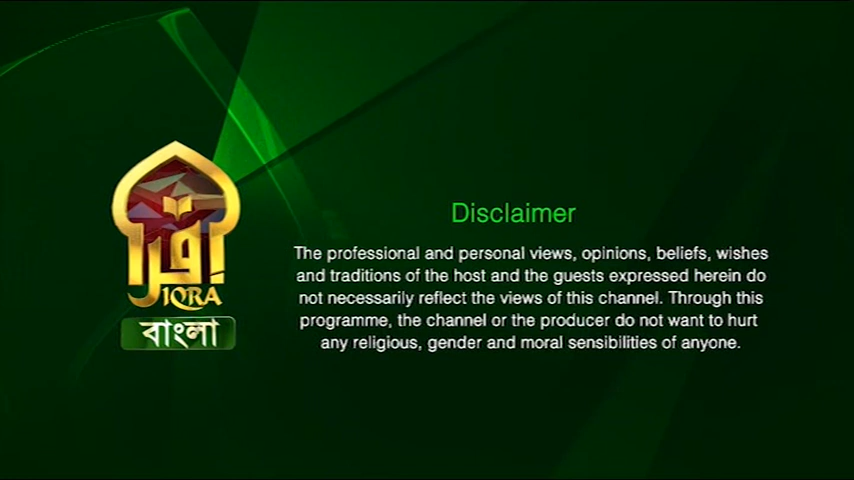 اقرأ
IQRA
বাংলা
Disclaimer
The professional and personal views, opinions, beliefs, wishes
and traditions of the host and the guests expressed herein do
not necessarily reflect the views of this channel. Through this
programme, the channel or the producer do not want to hurt
any religious, gender and moral sensibilities of anyone.